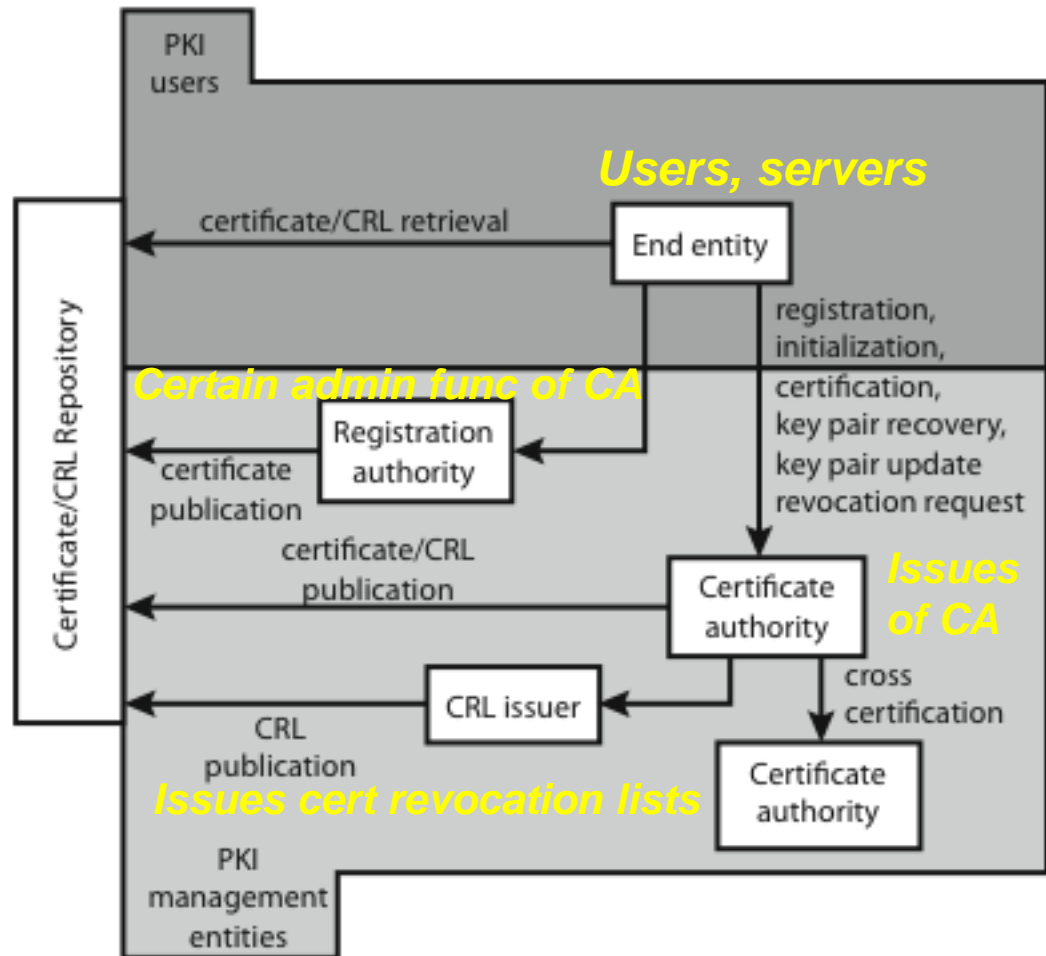 PKI
users
Users, servers
certificate/CRL retrieval
End entity
registration,
initialization,
certification,
key pair recovery,
key pair update
revocation request
Certificate/CRL Repository
Certain admin func of CA
Registration
authority
certificate
publication
certificate/CRL
publication
Certificate
authority
Issues
of CA
CRL issuer
cross
certification
CRL
publication
Issues cert revocation lists
Certificate
authority
PKI
management
entities